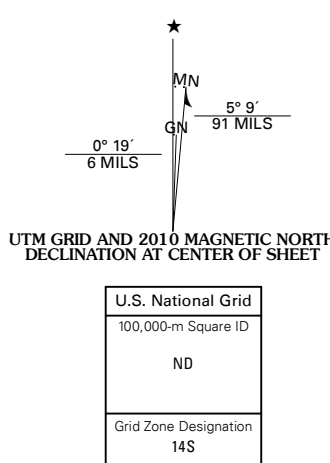 ★
MN
5° 9´
91 MILS
GN
0° 19´
6 MILS
UTM GRID AND 2010 MAGNETIC NORTH
DECLINATION AT CENTER OF SHEET
U.S. National Grid
100,000-m Square ID
ND
Grid Zone Designation
14S